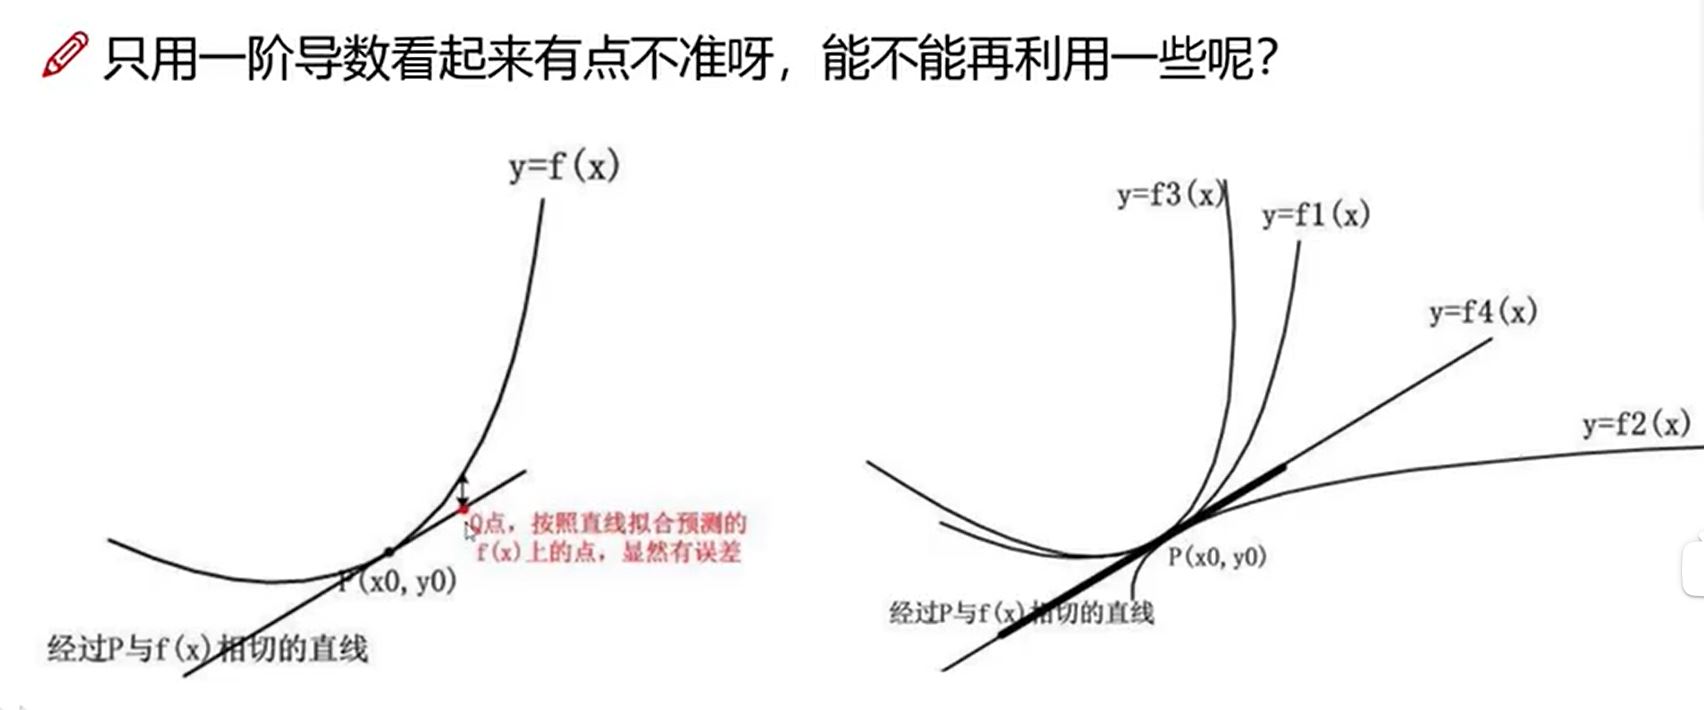 只用一阶导数看起来有点不准呀，能不能再利用一些呢？
y=f(x)
Q点，按照直线拟合预测的
f(x)上的点，显然有误差
P(x0,y0)
经过P与f(x)相切的直线
y=f3(x)
y=f1(x)
y=f4(x)
y=f2(x)
P(x0,y0)
经过P与f(x)相切的直线